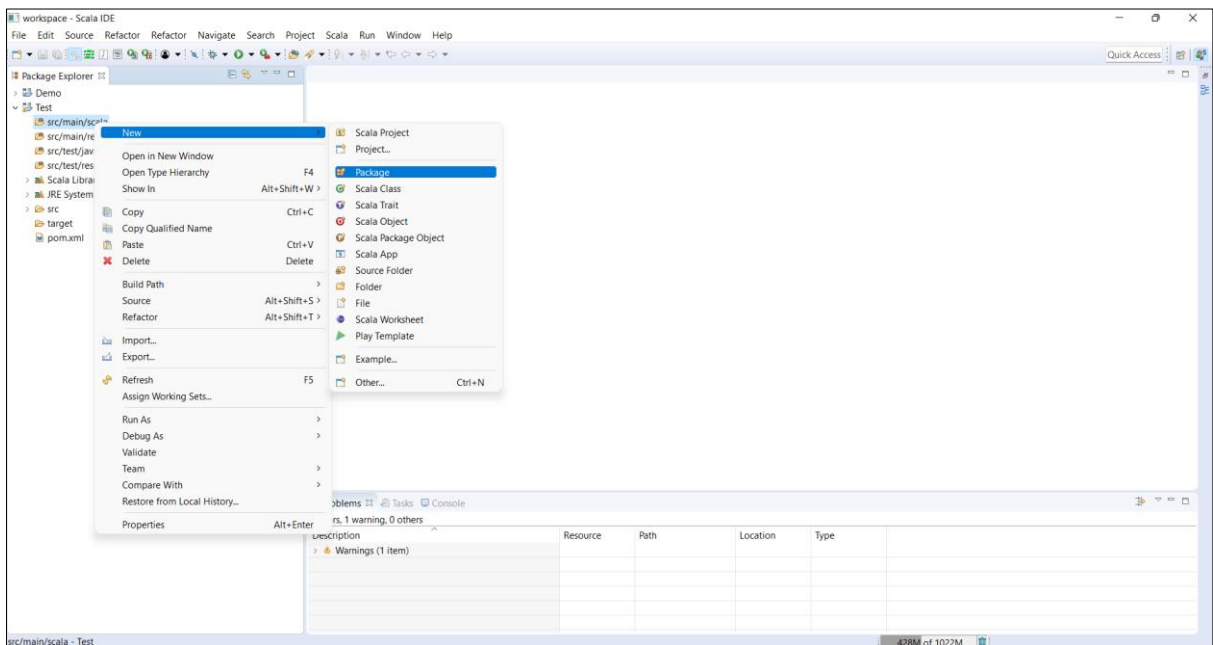 workspace - Scala IDE
File Edit Source Refactor Refactor Navigate Search Project Scala Run Window Help
Quick Access
Package Explorer
Demo
Test
src/main/scala
src/main/re
src/test/jav
src/test/res
Scala Librar
JRE System
src
target
pom.xml
New
Open in New Window
Open Type Hierarchy F4
Show In Alt+Shift+W >
Copy Ctrl+C
Copy Qualified Name
Paste Ctrl+V
Delete Delete
Build Path >
Source Alt+Shift+S >
Refactor Alt+Shift+T >
Import...
Export...
Refresh F5
Assign Working Sets...
Run As >
Debug As >
Validate
Team >
Compare With >
Restore from Local History...
Properties Alt+Enter
Scala Project
Project...
Package
Scala Class
Scala Trait
Scala Object
Scala Package Object
Scala App
Source Folder
Folder
File
Scala Worksheet
Play Template
Example...
Other... Ctrl+N
oblems Tasks Console
rs, 1 warning, 0 others
Description Resource Path Location Type
Warnings (1 item)
src/main/scala - Test
428M of 1022M